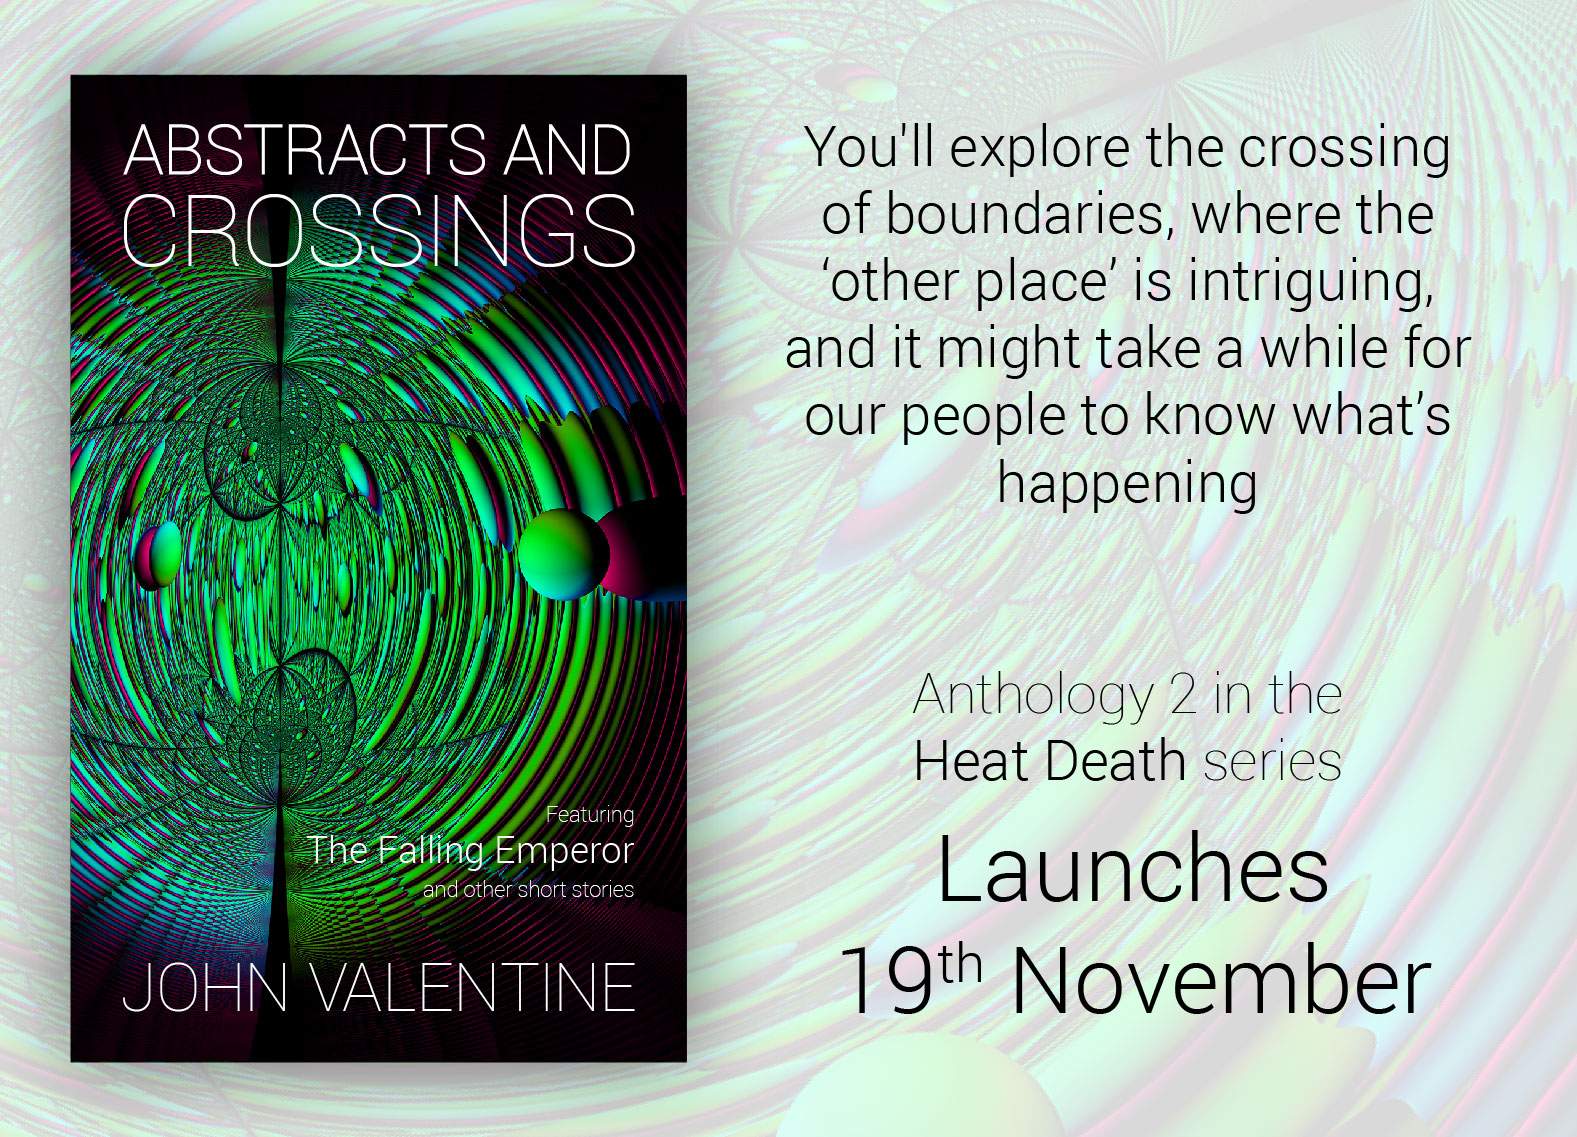 ABSTRACTS AND
CROSSINGS
Featuring
The Falling Emperor
and other short stories
JOHN VALENTINE
You'll explore the crossing
of boundaries, where the
‘other place’ is intriguing,
and it might take a while for
our people to know what’s
happening
Anthology 2 in the
Heat Death series
Launches
19th November